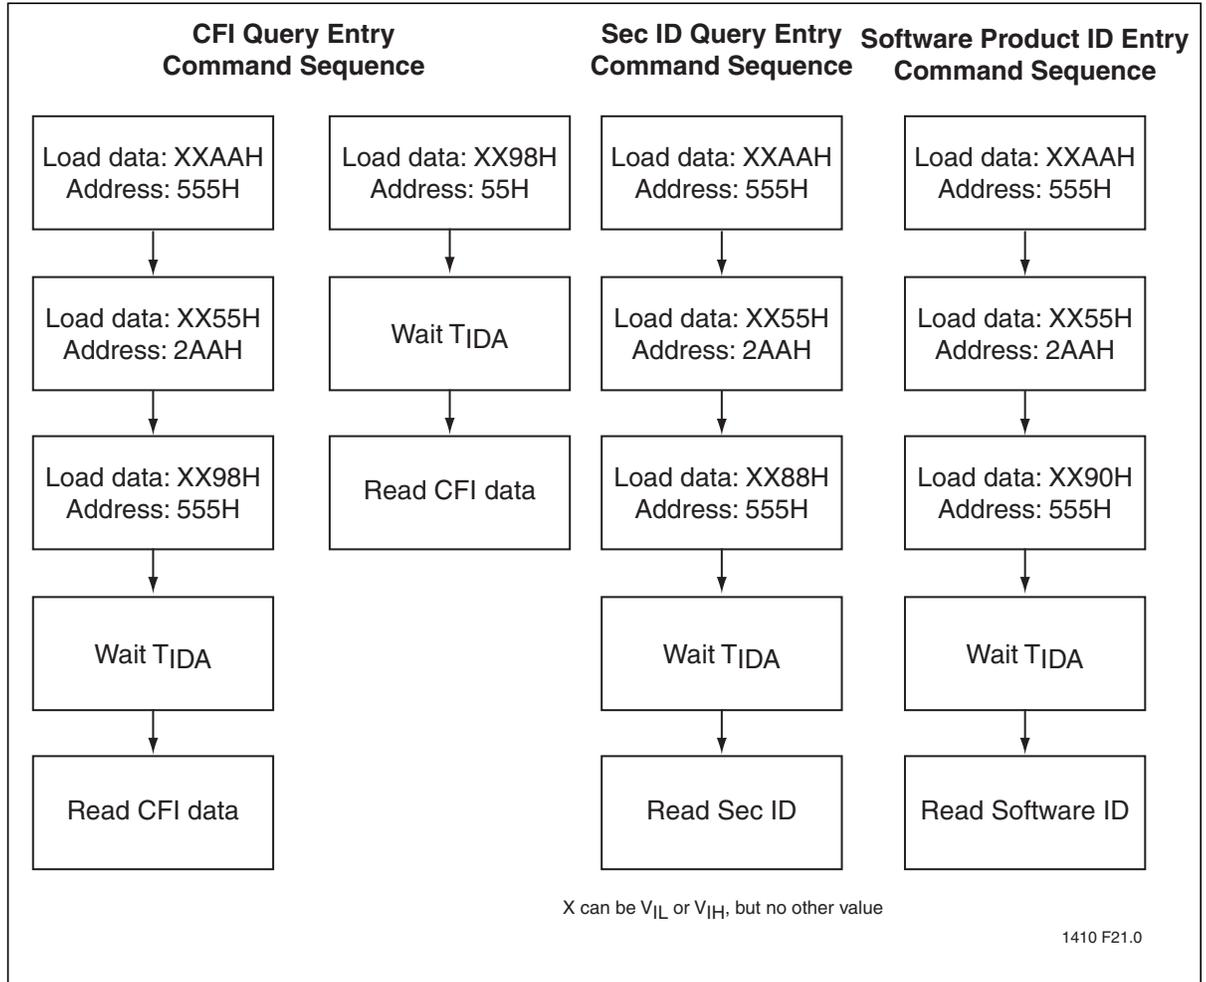 CFI Query Entry
Command Sequence
Load data: XXAAH
Address: 555H
Load data: XX55H
Address: 2AAH
Load data: XX98H
Address: 555H
Wait TIDA
Read CFI data
Load data: XX98H
Address: 55H
Wait TIDA
Read CFI data
Sec ID Query Entry
Command Sequence
Load data: XXAAH
Address: 555H
Load data: XX55H
Address: 2AAH
Load data: XX88H
Address: 555H
Wait TIDA
Read Sec ID
Software Product ID Entry
Command Sequence
Load data: XXAAH
Address: 555H
Load data: XX55H
Address: 2AAH
Load data: XX90H
Address: 555H
Wait TIDA
Read Software ID
X can be VIL or VIH, but no other value
1410 F21.0